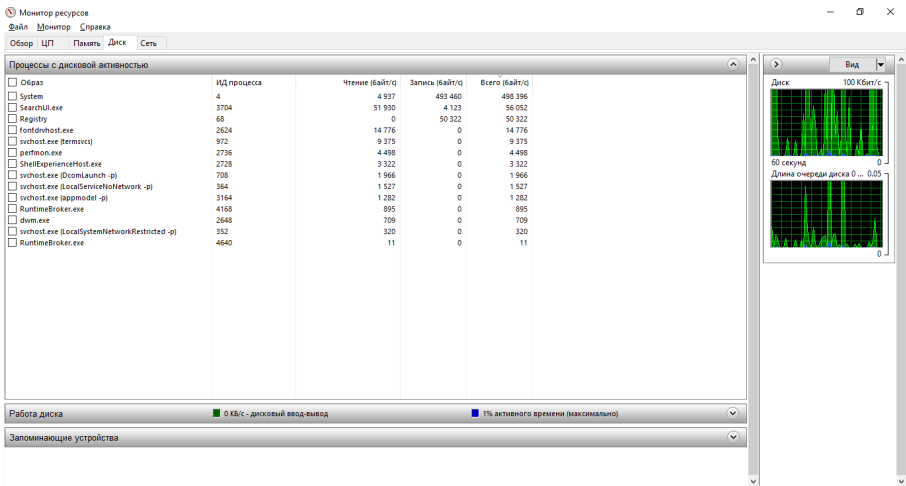 Монитор ресурсов
Файл Монитор Справка
Обзор ЦП Память Диск Сеть
Процессы с дисковой активностью
Образ ИД процесса Чтение (байт/с) Запись (байт/с) Всего (байт/с)
System 4 4 937 493 460 498 396
SearchUI.exe 3704 51 930 4 123 56 052
Registry 68 0 50 322 50 322
fontdrvhost.exe 2624 14 776 0 14 776
svchost.exe (termsvcs) 972 9 375 0 9 375
perfmon.exe 2736 4 498 0 4 498
ShellExperienceHost.exe 2728 3 322 0 3 322
svchost.exe (DcomLaunch -p) 708 1 966 0 1 966
svchost.exe (LocalServiceNoNetwork -p) 364 1 527 0 1 527
svchost.exe (appmodel -p) 3164 1 282 0 1 282
RuntimeBroker.exe 4168 895 0 895
dwm.exe 2648 709 0 709
svchost.exe (LocalSystemNetworkRestricted -p) 352 320 0 320
RuntimeBroker.exe 4640 11 0 11
Работа диска 0 КБ/с - дисковый ввод-вывод 1% активного времени (максимально)
Запоминающие устройства
Вид
Диск 100 Кбит/с
60 секунд 0
Длина очереди диска 0 ... 0.05
0